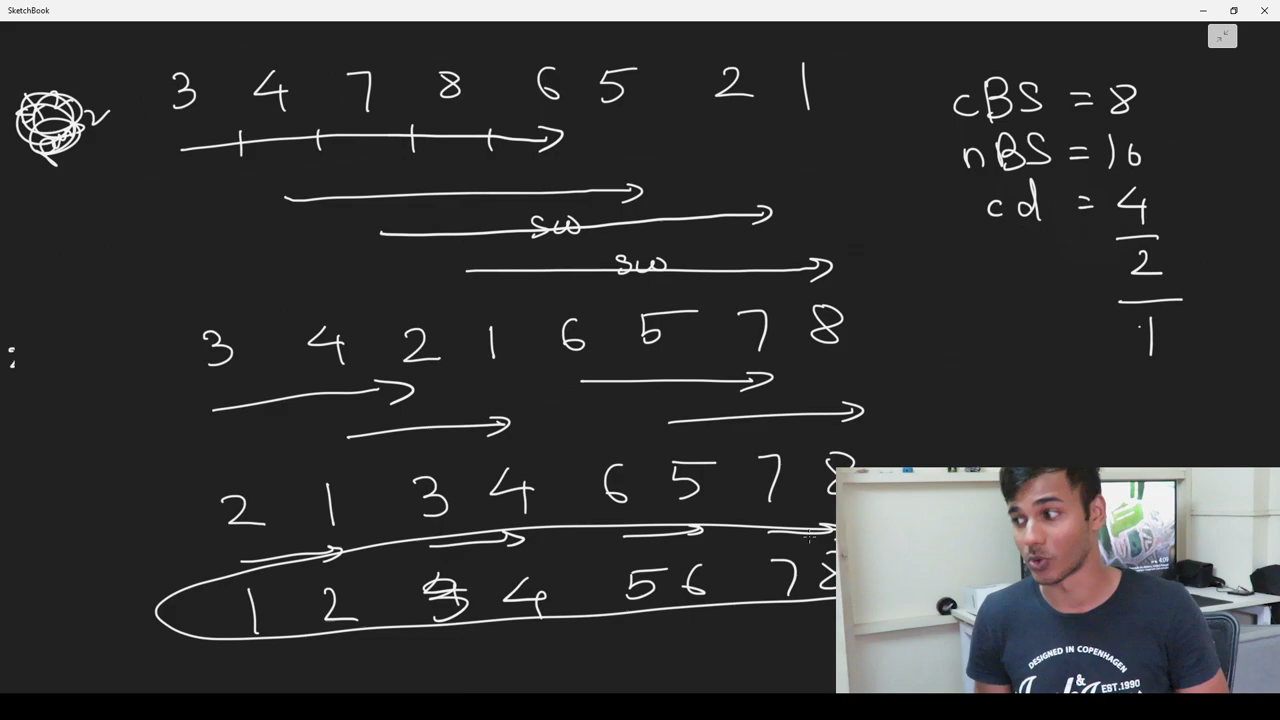 SketchBook
3 4 7 8 6 5 2 1
cBS = 8
nBS = 16
cd = 4
2
1
sw
sw
3 4 2 1 6 5 7 8
2 1 3 4 6 5 7 8
1 2 3 4 5 6 7 8
DESIGNED IN COPENHAGEN
&
EST.1990